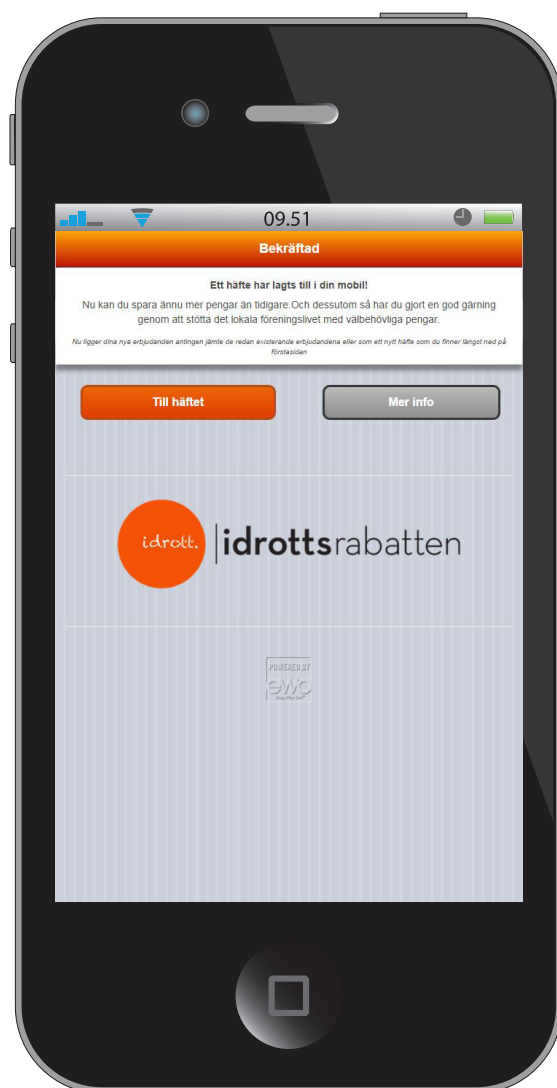 09.51
Bekräftad
Ett häfte har lagts till i din mobil!
Nu kan du spara ännu mer pengar än tidigare.Och dessutom så har du gjort en god gärning
genom att stötta det lokala föreningslivet med välbehövliga pengar.
Nu ligger dina nya erbjudanden antingen jämte de redan existerande erbjudandena eller som ett nytt häfte som du finner längst ned på
förstasidan
Till häftet
Mer info
idrott.
idrottsrabatten
POWERED BY
ewc